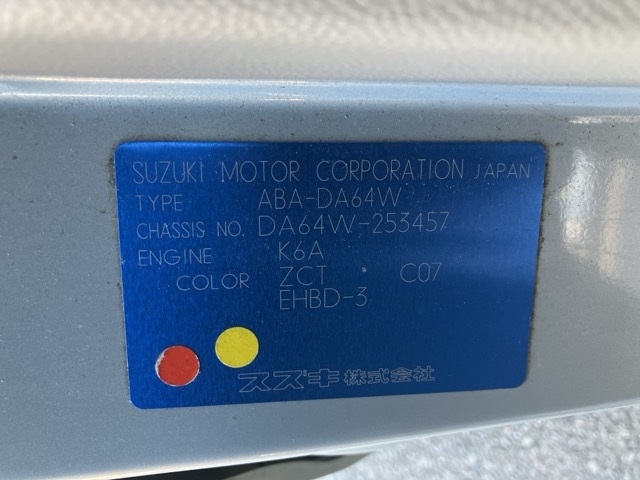 SUZUKI MOTOR CORPORATION JAPAN
TYPE ABA-DA64W
CHASSIS NO. DA64W-253457
ENGINE K6A
COLOR ZCT C07
EHBD-3
スズキ株式会社